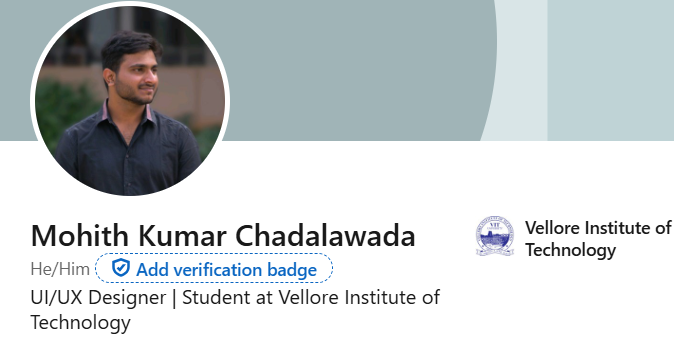 Mohith Kumar Chadalawada
He/Him Add verification badge
UI/UX Designer | Student at Vellore Institute of
Technology
Vellore Institute of
Technology
VIT